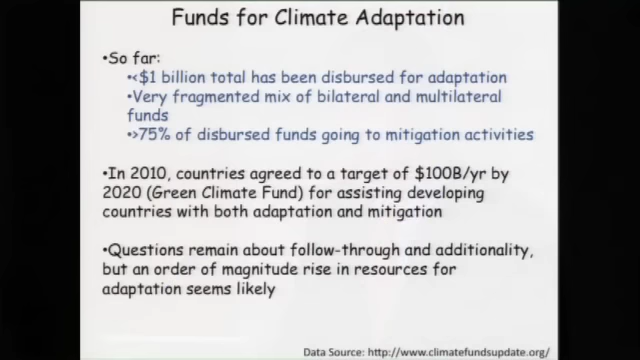 Funds for Climate Adaptation
•So far:
•<$1 billion total has been disbursed for adaptation
•Very fragmented mix of bilateral and multilateral
funds
•>75% of disbursed funds going to mitigation activities
•In 2010, countries agreed to a target of $100B/yr by
2020 (Green Climate Fund) for assisting developing
countries with both adaptation and mitigation
•Questions remain about follow-through and additionality,
but an order of magnitude rise in resources for
adaptation seems likely
Data Source: http://www.climatefundsupdate.org/